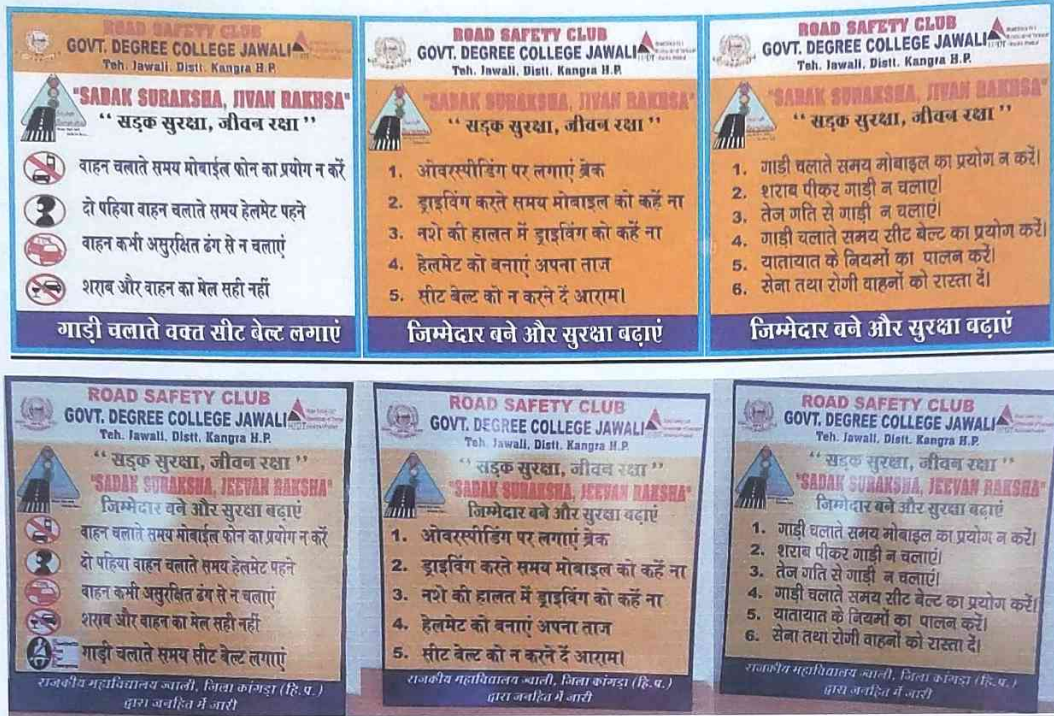 ROAD SAFETY CLUB
GOVT. DEGREE COLLEGE JAWALI
Teh. Jawali, Distt. Kangra H.P.
"SADAK SURAKSHA, JIVAN RAKHSA"
“ सड़क सुरक्षा, जीवन रक्षा ”
वाहन चलाते समय मोबाईल फोन का प्रयोग न करें
दो पहिया वाहन चलाते समय हेलमेट पहने
वाहन कभी असुरक्षित ढंग से न चलाएं
शराब और वाहन का मेल सही नहीं
गाड़ी चलाते वक्त सीट बेल्ट लगाएं
ROAD SAFETY CLUB
GOVT. DEGREE COLLEGE JAWALI
Teh. Jawali, Distt. Kangra H.P.
"SADAK SURAKSHA, JIVAN RAKHSA"
“ सड़क सुरक्षा, जीवन रक्षा ”
1. ओवरस्पीडिंग पर लगाएं ब्रेक
2. ड्राइविंग करते समय मोबाइल को कहें ना
3. नशे की हालत में ड्राइविंग को कहें ना
4. हेलमेट को बनाएं अपना ताज
5. सीट बेल्ट को न करने दें आराम।
जिम्मेदार बने और सुरक्षा बढ़ाएं
ROAD SAFETY CLUB
GOVT. DEGREE COLLEGE JAWALI
Teh. Jawali, Distt. Kangra H.P.
"SADAK SURAKSHA, JIVAN RAKHSA"
“ सड़क सुरक्षा, जीवन रक्षा ”
1. गाड़ी चलाते समय मोबाइल का प्रयोग न करें।
2. शराब पीकर गाड़ी न चलाए।
3. तेज गति से गाड़ी न चलाएं।
4. गाड़ी चलाते समय सीट बेल्ट का प्रयोग करें।
5. यातायात के नियमों का पालन करें।
6. सेना तथा रोगी वाहनों को रास्ता दें।
जिम्मेदार बने और सुरक्षा बढ़ाएं
ROAD SAFETY CLUB
GOVT. DEGREE COLLEGE JAWALI
Teh. Jawali, Distt. Kangra H.P.
“ सड़क सुरक्षा, जीवन रक्षा ”
"SADAK SURAKSHA, JEEVAN RAKSHA"
जिम्मेदार बने और सुरक्षा बढ़ाएं
वाहन चलाते समय मोबाईल फोन का प्रयोग न करें
दो पहिया वाहन चलाते समय हेलमेट पहने
वाहन कभी असुरक्षित ढंग से न चलाएं
शराब और वाहन का मेल सही नहीं
गाड़ी चलाते समय सीट बेल्ट लगाएं
राजकीय महाविद्यालय ज्वाली, जिला कांगड़ा (हि.प.)
द्वारा जनहित में जारी
ROAD SAFETY CLUB
GOVT. DEGREE COLLEGE JAWALI
Teh. Jawali, Distt. Kangra H.P.
“ सड़क सुरक्षा, जीवन रक्षा ”
"SADAK SURAKSHA, JEEVAN RAKSHA"
जिम्मेदार बने और सुरक्षा बढ़ाएं
1. ओवरस्पीडिंग पर लगाएं ब्रेक
2. ड्राइविंग करते समय मोबाइल को कहें ना
3. नशे की हालत में ड्राइविंग को कहें ना
4. हेलमेट को बनाएं अपना ताज
5. सीट बेल्ट को न करने दें आराम।
राजकीय महाविद्यालय ज्वाली, जिला कांगड़ा (हि.प.)
द्वारा जनहित में जारी
ROAD SAFETY CLUB
GOVT. DEGREE COLLEGE JAWALI
Teh. Jawali, Distt. Kangra H.P.
“ सड़क सुरक्षा, जीवन रक्षा ”
"SADAK SURAKSHA, JEEVAN RAKSHA"
जिम्मेदार बने और सुरक्षा बढ़ाएं
1. गाड़ी चलाते समय मोबाइल का प्रयोग न करें।
2. शराब पीकर गाड़ी न चलाएं।
3. तेज गति से गाड़ी न चलाएं।
4. गाड़ी चलाते समय सीट बेल्ट का प्रयोग करें।
5. यातायात के नियमों का पालन करें।
6. सेना तथा रोगी वाहनों को रास्ता दें।
राजकीय महाविद्यालय ज्वाली, जिला कांगड़ा (हि.प.)
द्वारा जनहित में जारी